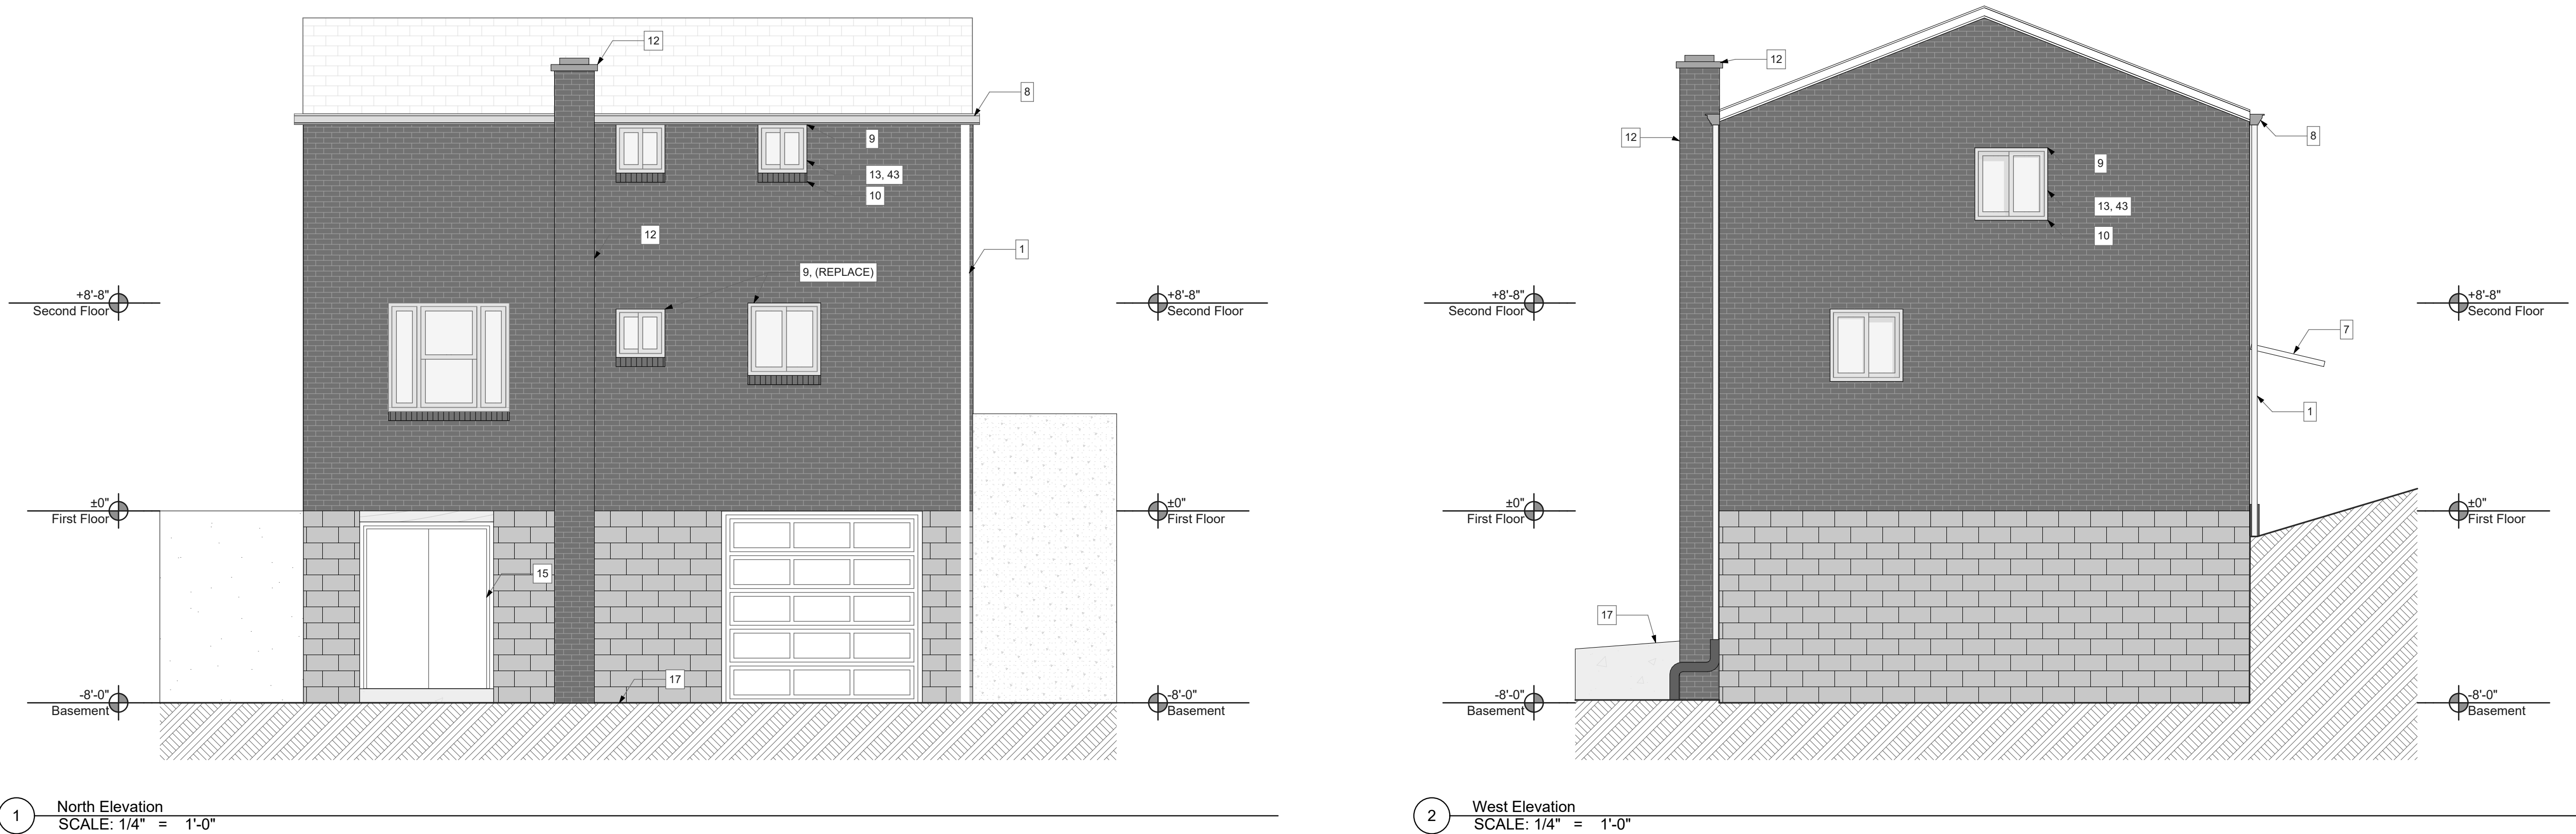 12
8
9
13, 43
10
12
1
9, (REPLACE)
+8'-8"
Second Floor
+8'-8"
Second Floor
±0"
First Floor
±0"
First Floor
15
17
-8'-0"
Basement
-8'-0"
Basement
1
North Elevation
SCALE: 1/4" = 1'-0"
12
12
8
9
13, 43
10
+8'-8"
Second Floor
+8'-8"
Second Floor
7
1
±0"
First Floor
±0"
First Floor
17
-8'-0"
Basement
-8'-0"
Basement
2
West Elevation
SCALE: 1/4" = 1'-0"